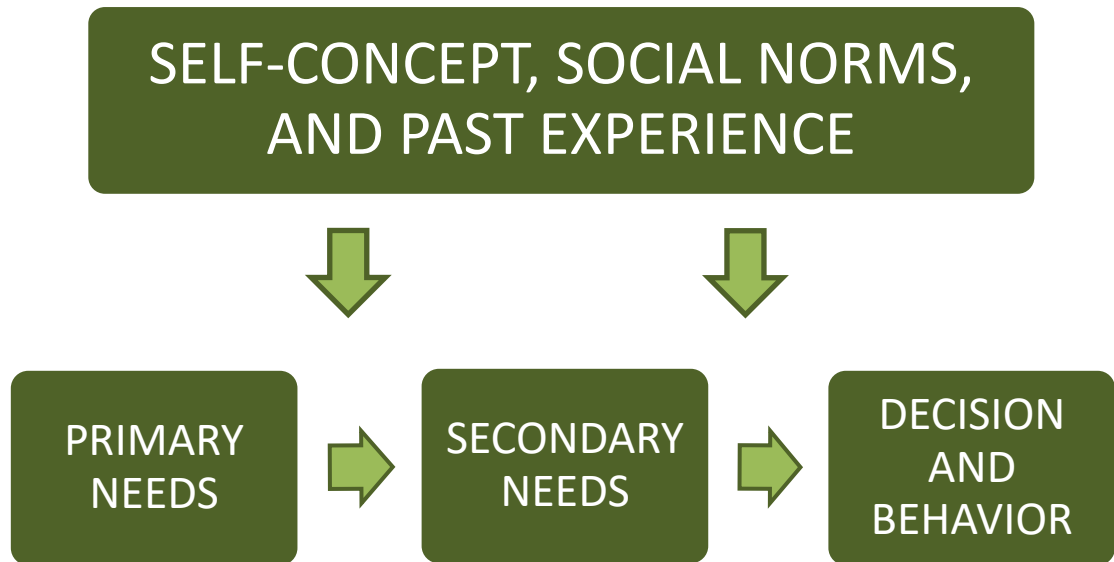 SELF-CONCEPT, SOCIAL NORMS,
AND PAST EXPERIENCE
PRIMARY
NEEDS
SECONDARY
NEEDS
DECISION
AND
BEHAVIOR